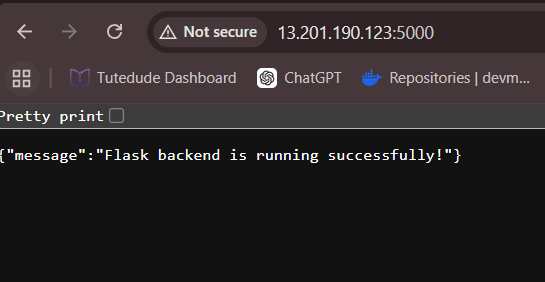 Not secure 13.201.190.123:5000
Tutedude Dashboard ChatGPT Repositories | devm...
Pretty print
{"message":"Flask backend is running successfully!"}